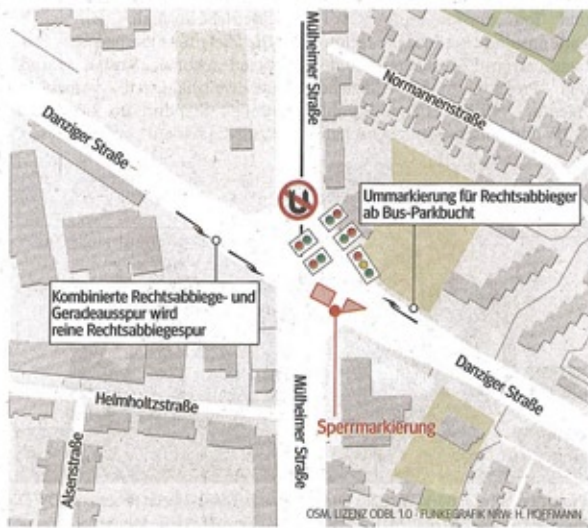 Mülheimer Straße
Normannenstraße
Danziger Straße
Ummarkierung für Rechtsabbieger
ab Bus-Parkbucht
Kombinierte Rechtsabbiege- und
Geradeausspur wird
reine Rechtsabbiegespur
Danziger Straße
Helmholtzstraße
Mülheimer Straße
Sperrmarkierung
Alsenstraße
OSM, LIZENZ ODBL 1.0 · FUNKEGRAFIK NRW: H. HOFFMANN